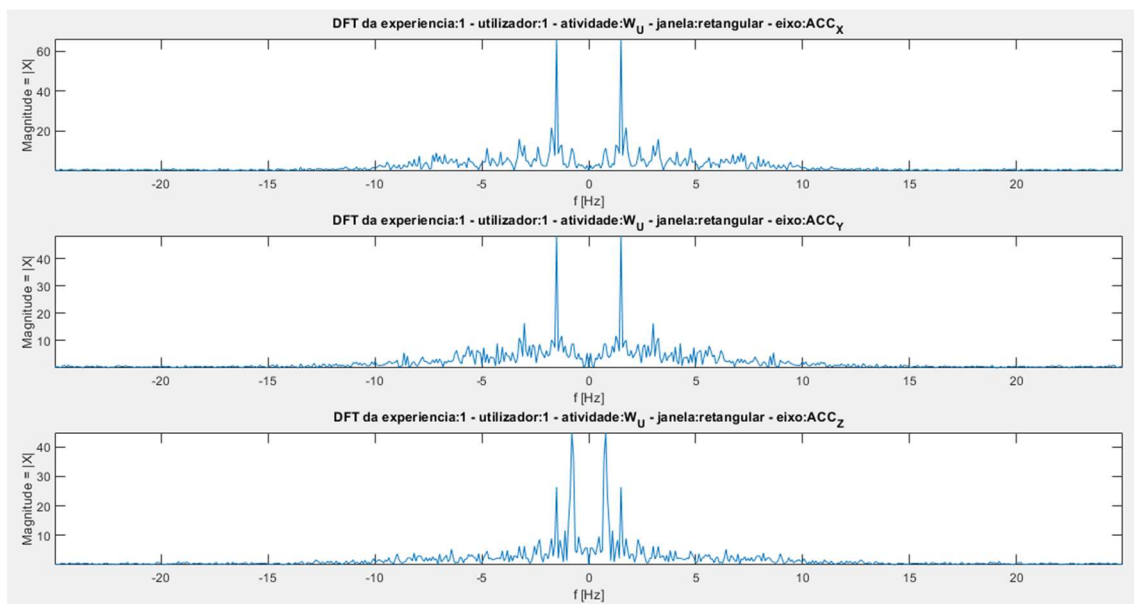 DFT da experiencia:1 - utilizador:1 - atividade:W_U - janela:retangular - eixo:ACC_X
Magnitude = |X|
60
40
20
-20 -15 -10 -5 0 5 10 15 20
f [Hz]
DFT da experiencia:1 - utilizador:1 - atividade:W_U - janela:retangular - eixo:ACC_Y
Magnitude = |X|
40
30
20
10
-20 -15 -10 -5 0 5 10 15 20
f [Hz]
DFT da experiencia:1 - utilizador:1 - atividade:W_U - janela:retangular - eixo:ACC_Z
Magnitude = |X|
40
30
20
10
-20 -15 -10 -5 0 5 10 15 20
f [Hz]